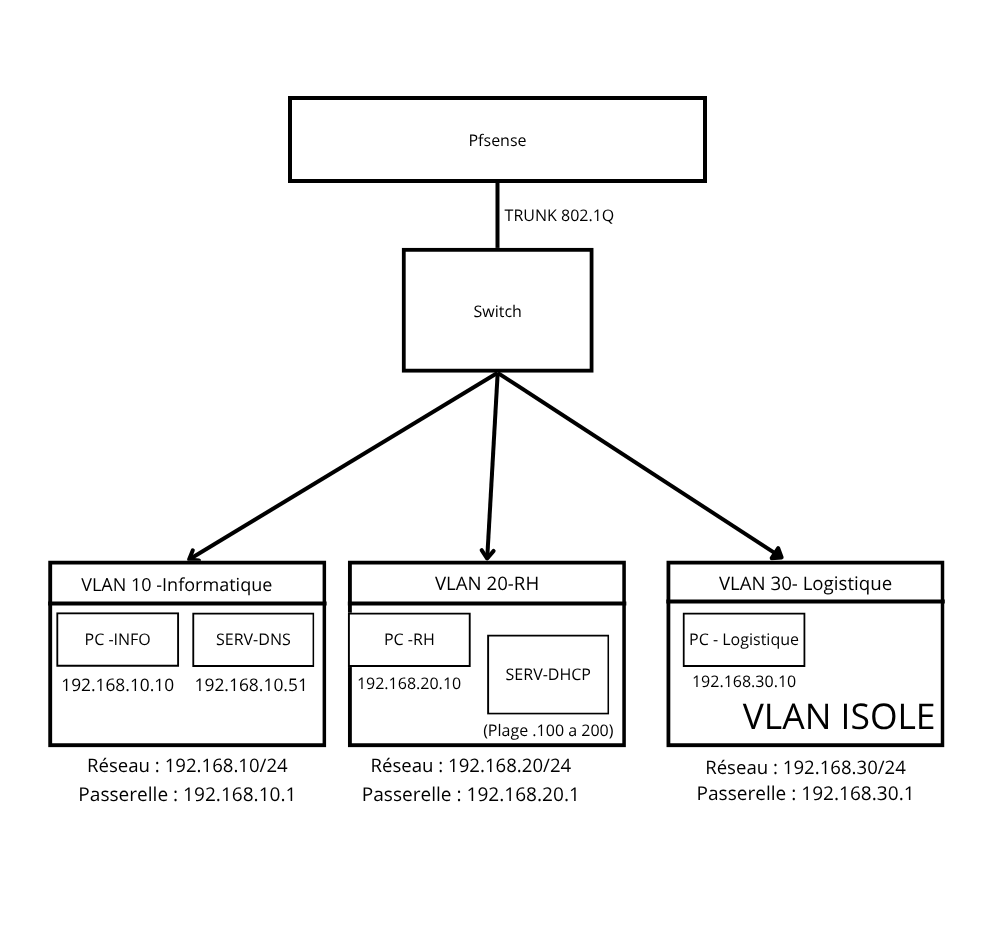 Pfsense
TRUNK 802.1Q
Switch
VLAN 10 -Informatique
PC -INFO
SERV-DNS
192.168.10.10
192.168.10.51
Réseau : 192.168.10/24
Passerelle : 192.168.10.1
VLAN 20-RH
PC -RH
SERV-DHCP
192.168.20.10
(Plage .100 a 200)
Réseau : 192.168.20/24
Passerelle : 192.168.20.1
VLAN 30- Logistique
PC - Logistique
192.168.30.10
VLAN ISOLE
Réseau : 192.168.30/24
Passerelle : 192.168.30.1